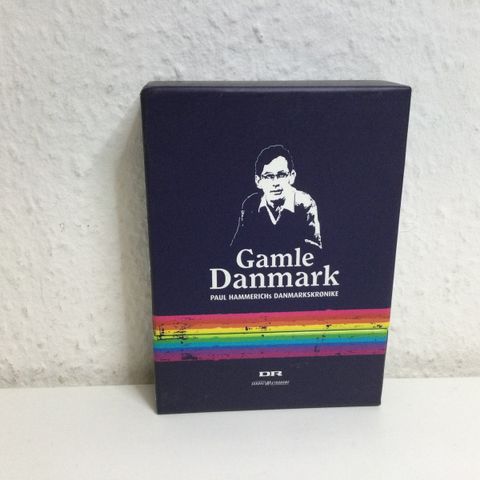 Gamle
Danmark
PAUL HAMMERICHs DANMARKSKRØNIKE
DR